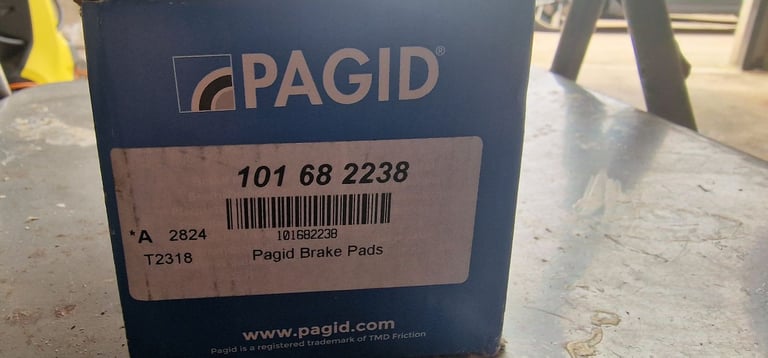 PAGID®
101 68 2238
*A 2824
101682238
T2318
Pagid Brake Pads
www.pagid.com
Pagid is a registered trademark of TMD Friction